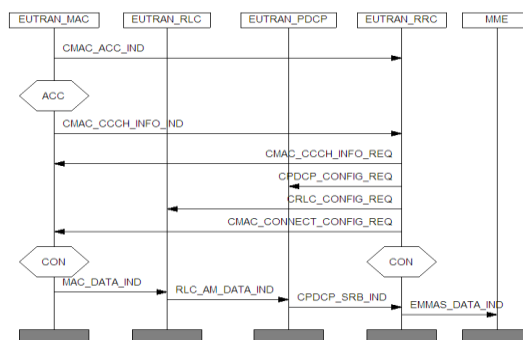 EUTRAN_MAC EUTRAN_RLC EUTRAN_PDCP EUTRAN_RRC MME
CMAC_ACC_IND
ACC
CMAC_CCCH_INFO_IND
CMAC_CCCH_INFO_REQ
CPDCP_CONFIG_REQ
CRLC_CONFIG_REQ
CMAC_CONNECT_CONFIG_REQ
CON CON
MAC_DATA_IND
RLC_AM_DATA_IND
CPDCP_SRB_IND
EMMAS_DATA_IND